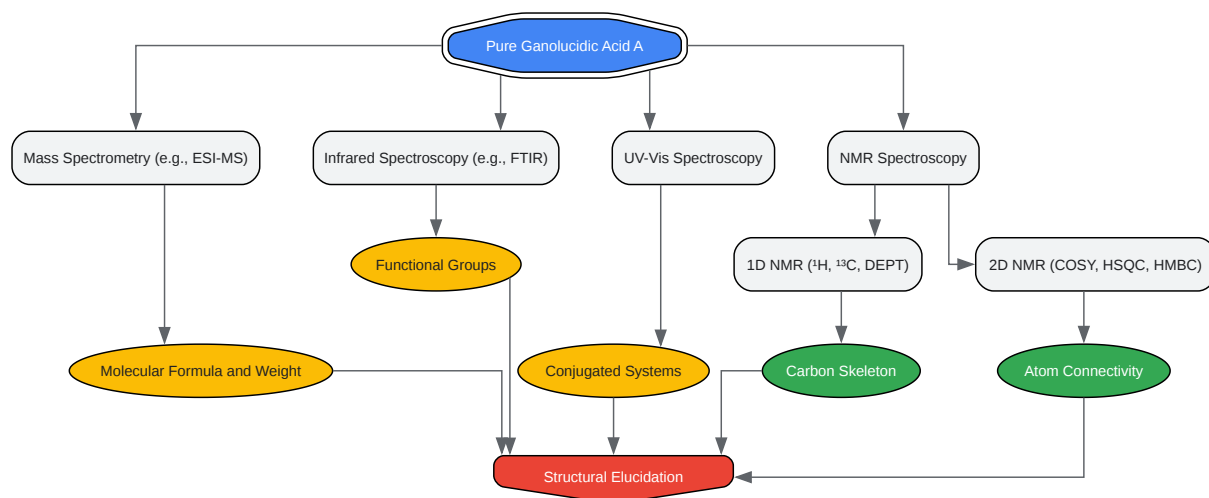 Pure Ganolucidic Acid A
Mass Spectrometry (e.g., ESI-MS)
Infrared Spectroscopy (e.g., FTIR)
UV-Vis Spectroscopy
NMR Spectroscopy
Functional Groups
1D NMR (¹H, ¹³C, DEPT)
2D NMR (COSY, HSQC, HMBC)
Molecular Formula and Weight
Conjugated Systems
Carbon Skeleton
Atom Connectivity
Structural Elucidation